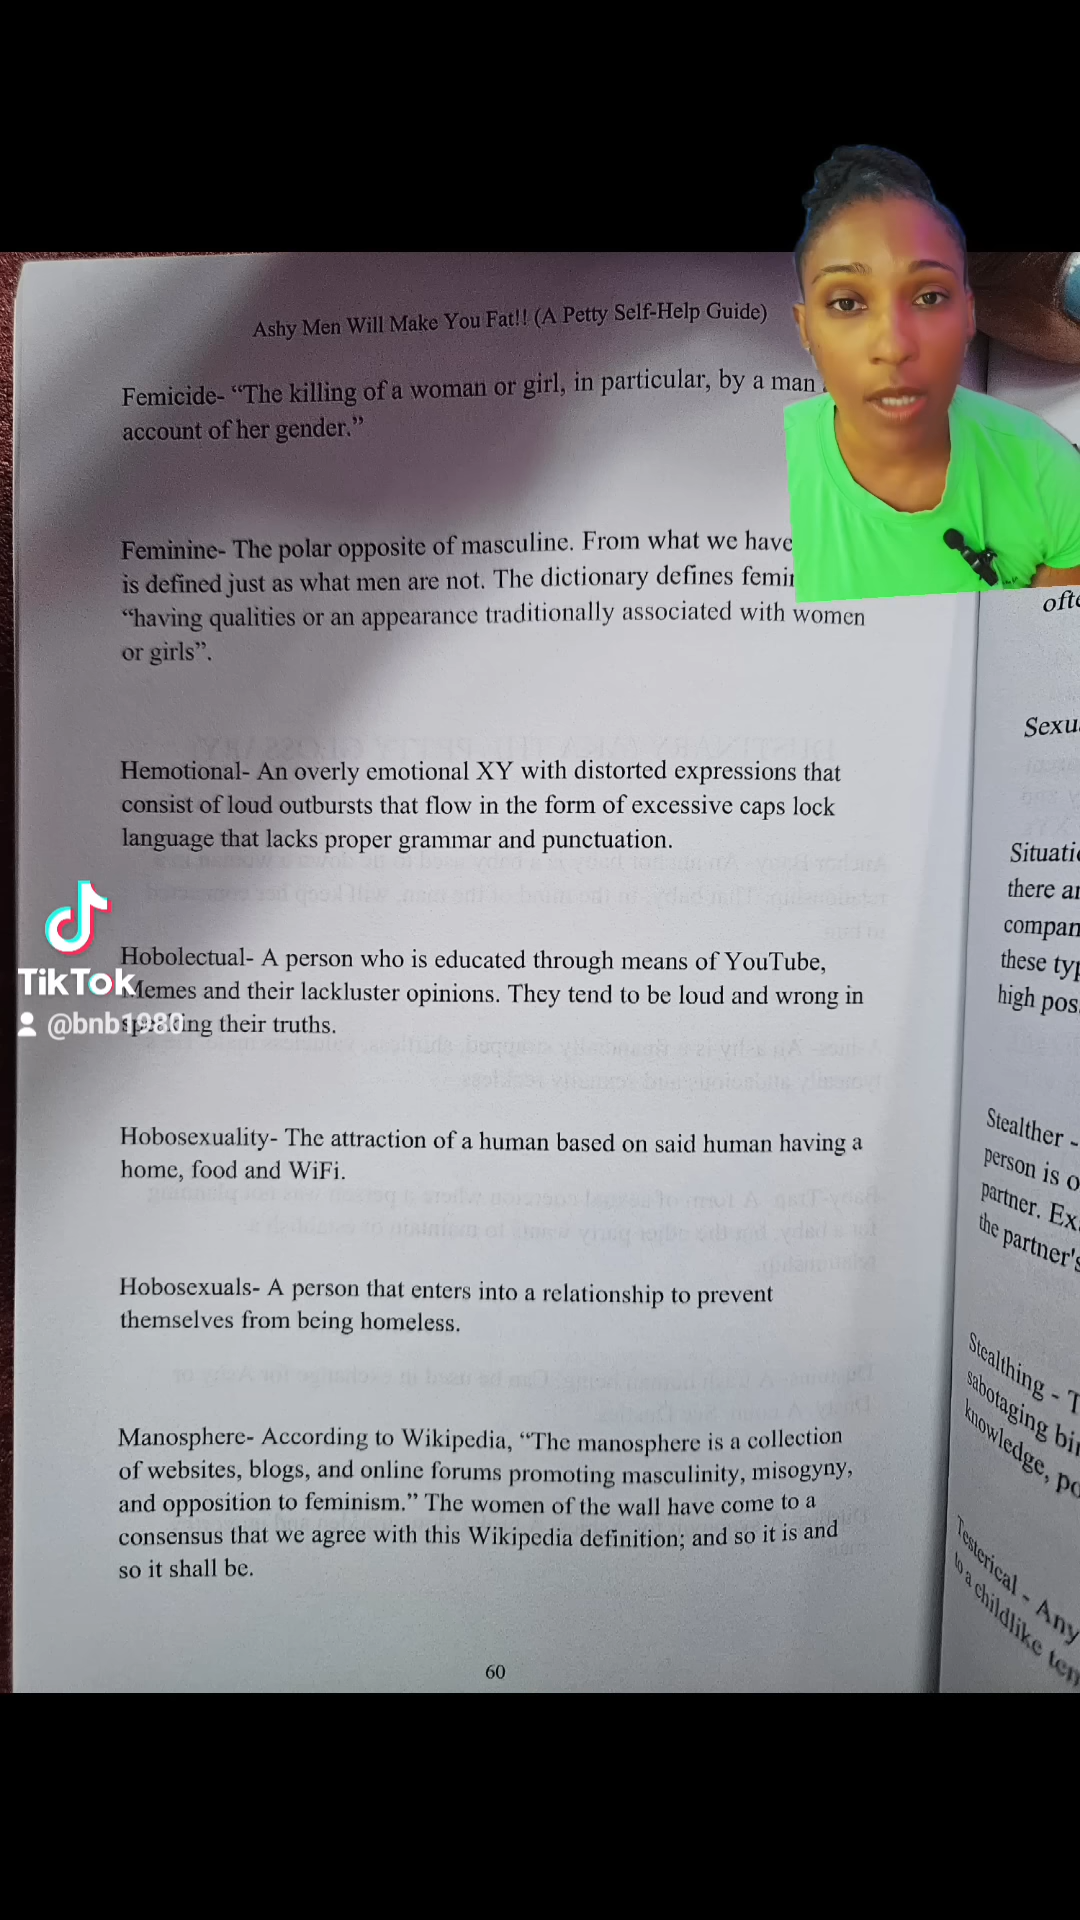 Ashy Men Will Make You Fat!! (A Petty Self-Help Guide)
Femicide- “The killing of a woman or girl, in particular, by a man
account of her gender.”
Feminine- The polar opposite of masculine. From what we have
is defined just as what men are not. The dictionary defines
“having qualities or an appearance traditionally associated with women
or girls”.
Hemotional- An overly emotional XY with distorted expressions that
consist of loud outbursts that flow in the form of excessive caps lock
language that lacks proper grammar and punctuation.
Hobolectual- A person who is educated through means of YouTube,
Memes and their lackluster opinions. They tend to be loud and wrong in
speaking their truths.
Hobosexuality- The attraction of a human based on said human having a
home, food and WiFi.
Hobosexuals- A person that enters into a relationship to prevent
themselves from being homeless.
Manosphere- According to Wikipedia, “The manosphere is a collection
of websites, blogs, and online forums promoting masculinity, misogyny,
and opposition to feminism.” The women of the wall have come to a
consensus that we agree with this Wikipedia definition; and so it is and
so it shall be.
60
TikTok
@bnb1980
there
these
high
Stealther -
person is
partner.
the partner's
Stealthing -
sabotaging
knowledge,
Testerical - Any
to a childlike